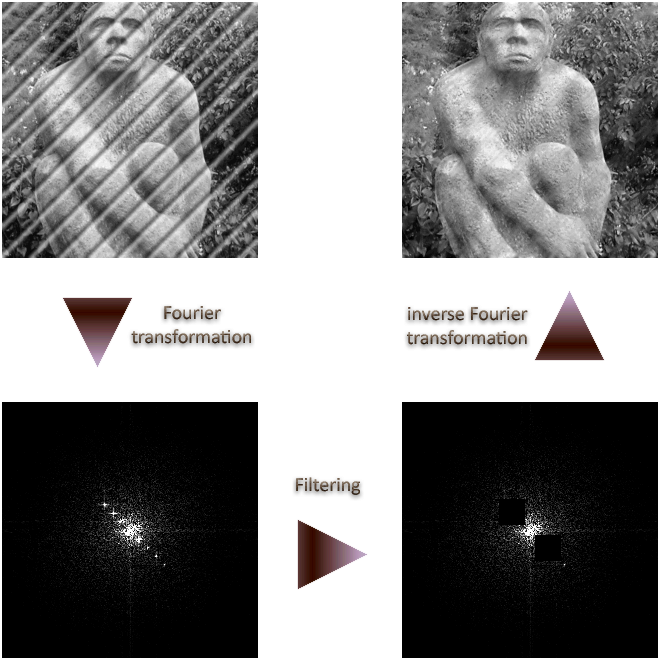 Fourier
transformation
inverse Fourier
transformation
Filtering